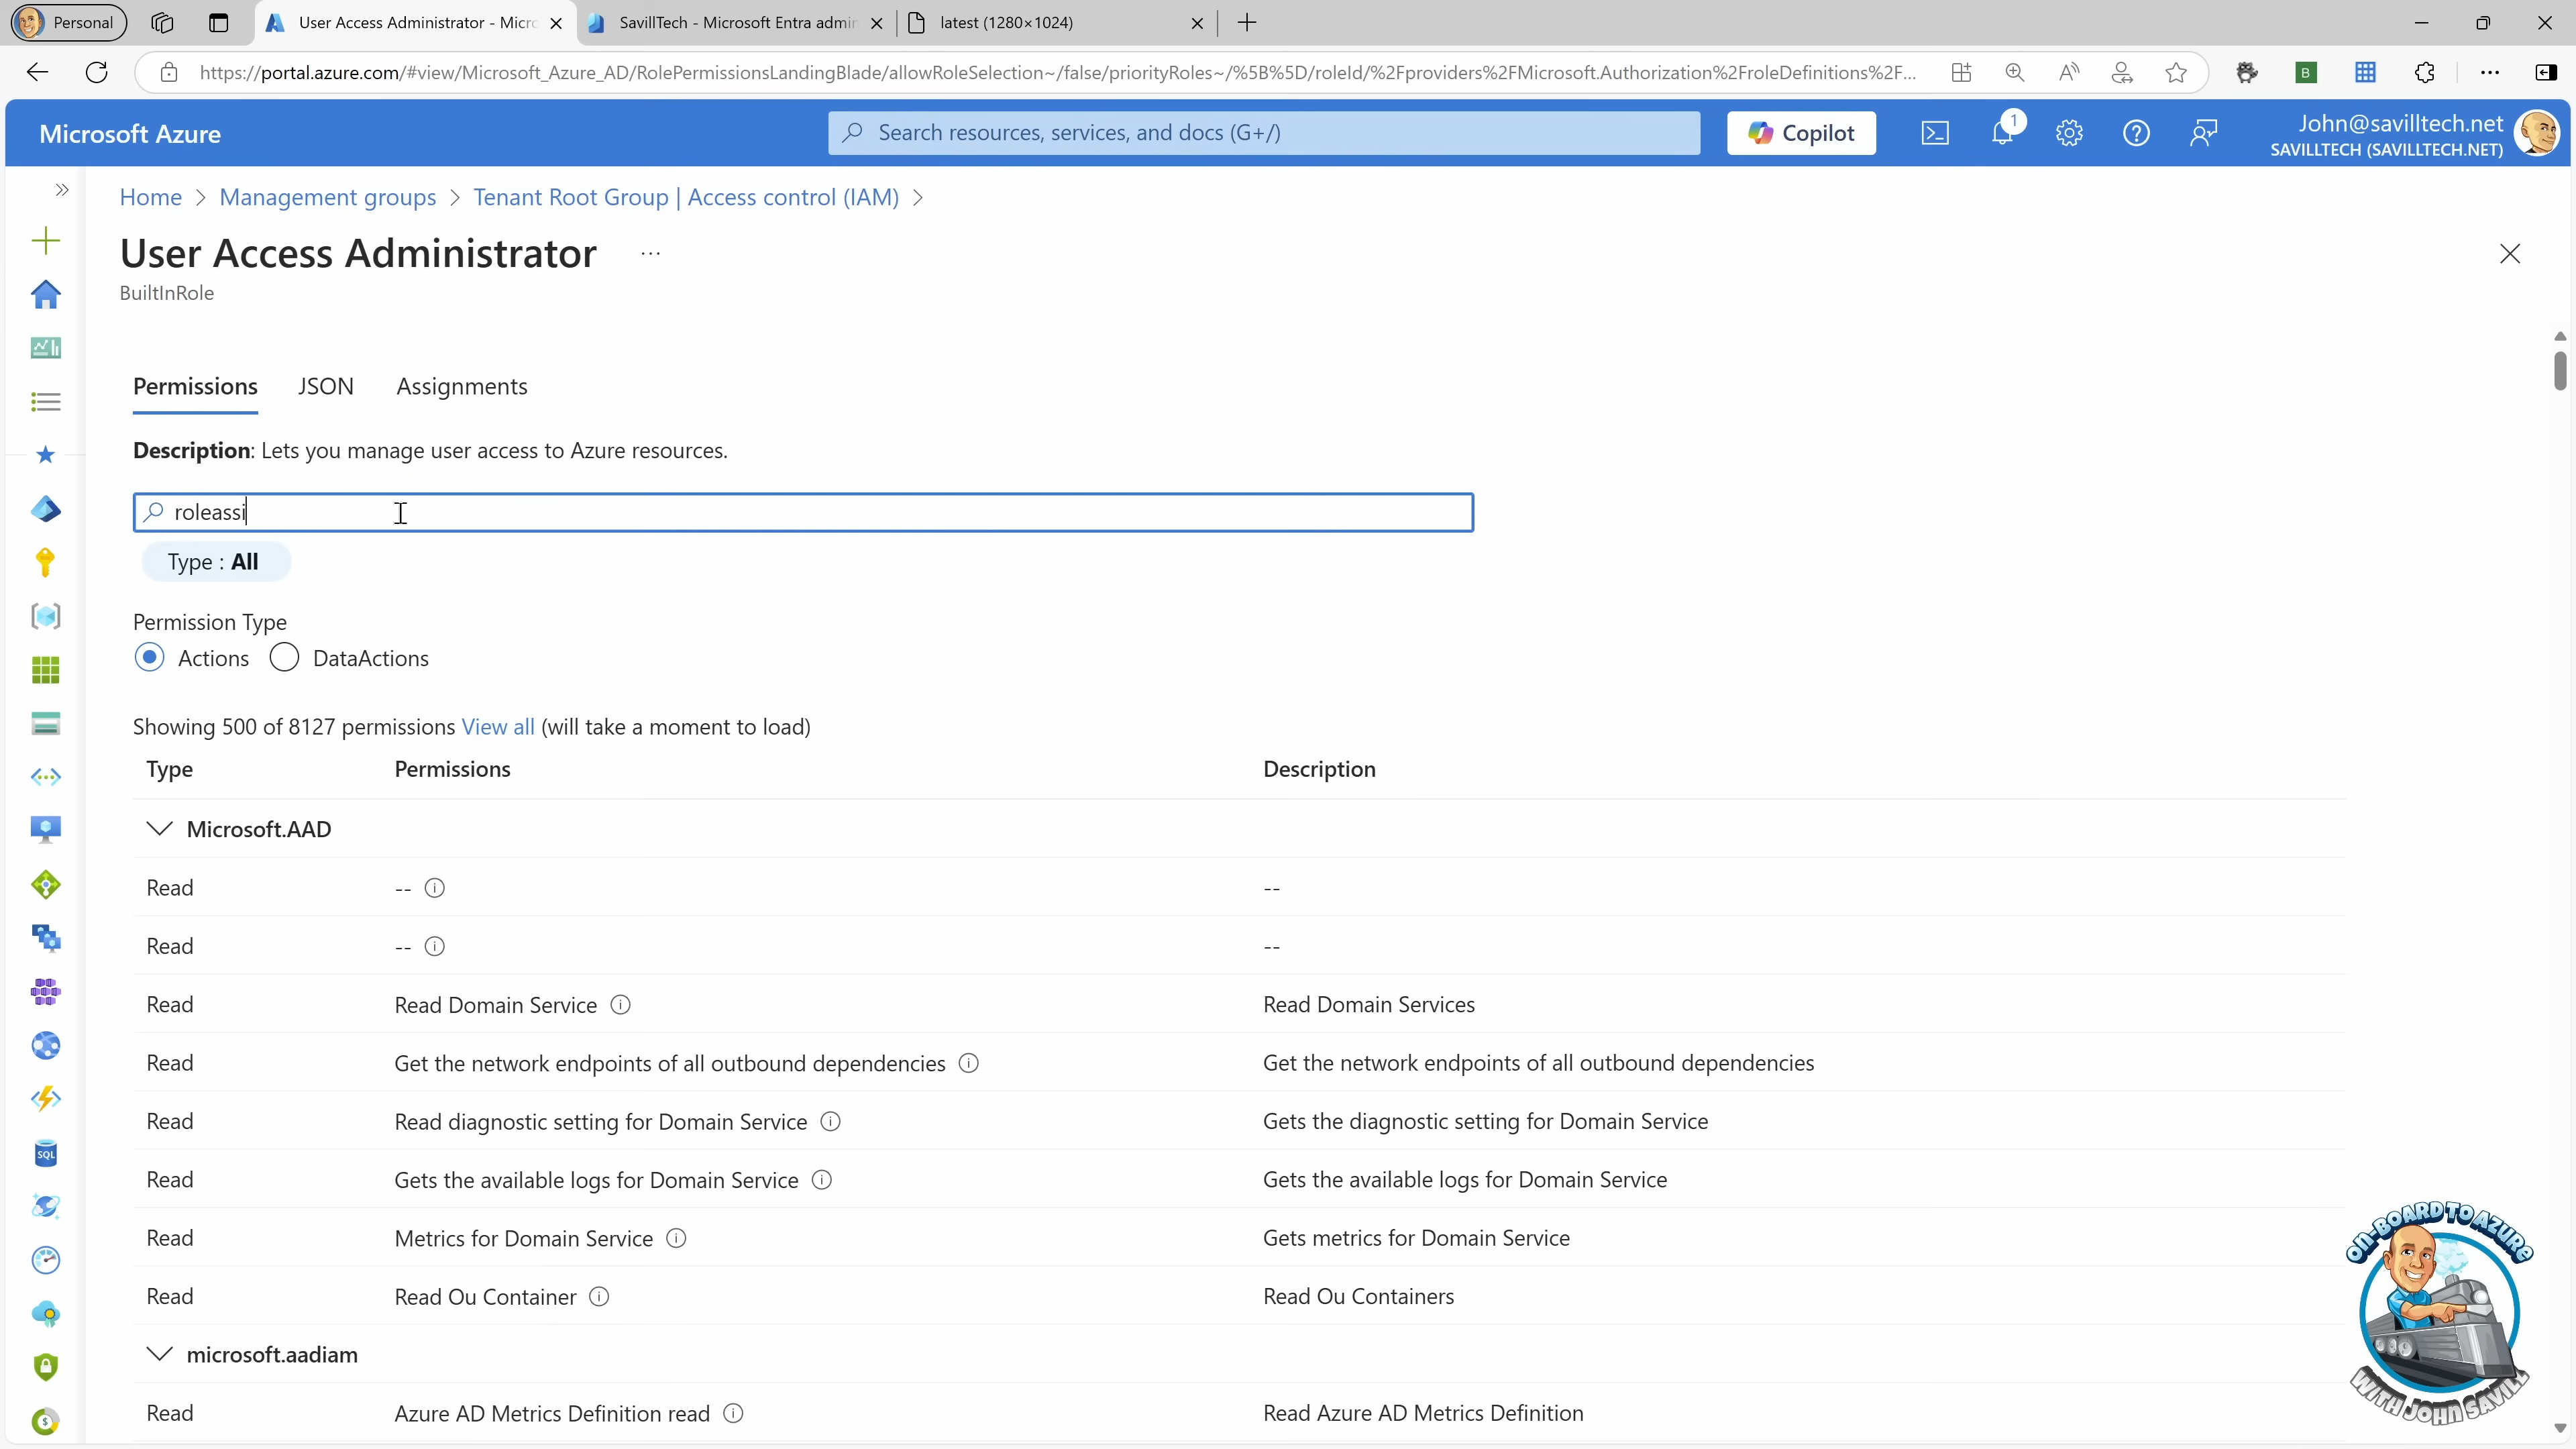 Personal
User Access Administrator - Micro
SavillTech - Microsoft Entra admin
latest (1280×1024)
https://portal.azure.com/#view/Microsoft_Azure_AD/RolePermissionsLandingBlade/allowRoleSelection~/false/priorityRoles~/%5B%5D/roleId/%2Fproviders%2FMicrosoft.Authorization%2FroleDefinitions%2F...
B
Microsoft Azure
Search resources, services, and docs (G+/)
Copilot
1
John@savilltech.net
SAVILLTECH (SAVILLTECH.NET)
Home > Management groups > Tenant Root Group | Access control (IAM) >
User Access Administrator ...
BuiltInRole
Permissions JSON Assignments
Description: Lets you manage user access to Azure resources.
roleassi
Type : All
Permission Type
Actions DataActions
Showing 500 of 8127 permissions View all (will take a moment to load)
Type Permissions Description
Microsoft.AAD
Read -- --
Read -- --
Read Read Domain Service Read Domain Services
Read Get the network endpoints of all outbound dependencies Get the network endpoints of all outbound dependencies
Read Read diagnostic setting for Domain Service Gets the diagnostic setting for Domain Service
SQL
Read Gets the available logs for Domain Service Gets the available logs for Domain Service
Read Metrics for Domain Service Gets metrics for Domain Service
Read Read Ou Container Read Ou Containers
microsoft.aadiam
Read Azure AD Metrics Definition read Read Azure AD Metrics Definition
ON-BOARD TO AZURE
WITH JOHN SAVILL